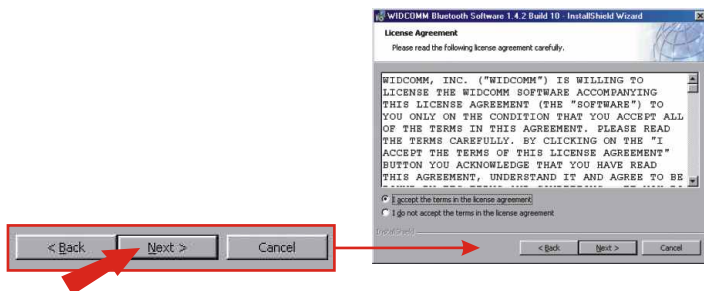 WIDCOMM Bluetooth Software 1.4.2 Build 10 - InstallShield Wizard
License Agreement
Please read the following license agreement carefully.
WIDCOMM, INC. ("WIDCOMM") IS WILLING TO
LICENSE THE WIDCOMM SOFTWARE ACCOMPANYING
THIS LICENSE AGREEMENT (THE "SOFTWARE") TO
YOU ONLY ON THE CONDITION THAT YOU ACCEPT ALL
OF THE TERMS IN THIS AGREEMENT. PLEASE READ
THE TERMS CAREFULLY. BY CLICKING ON THE "I
ACCEPT THE TERMS OF THIS LICENSE AGREEMENT"
BUTTON YOU ACKNOWLEDGE THAT YOU HAVE READ
THIS AGREEMENT, UNDERSTAND IT AND AGREE TO BE
I accept the terms in the license agreement
I do not accept the terms in the license agreement
InstallShield
< Back Next > Cancel
< Back Next > Cancel